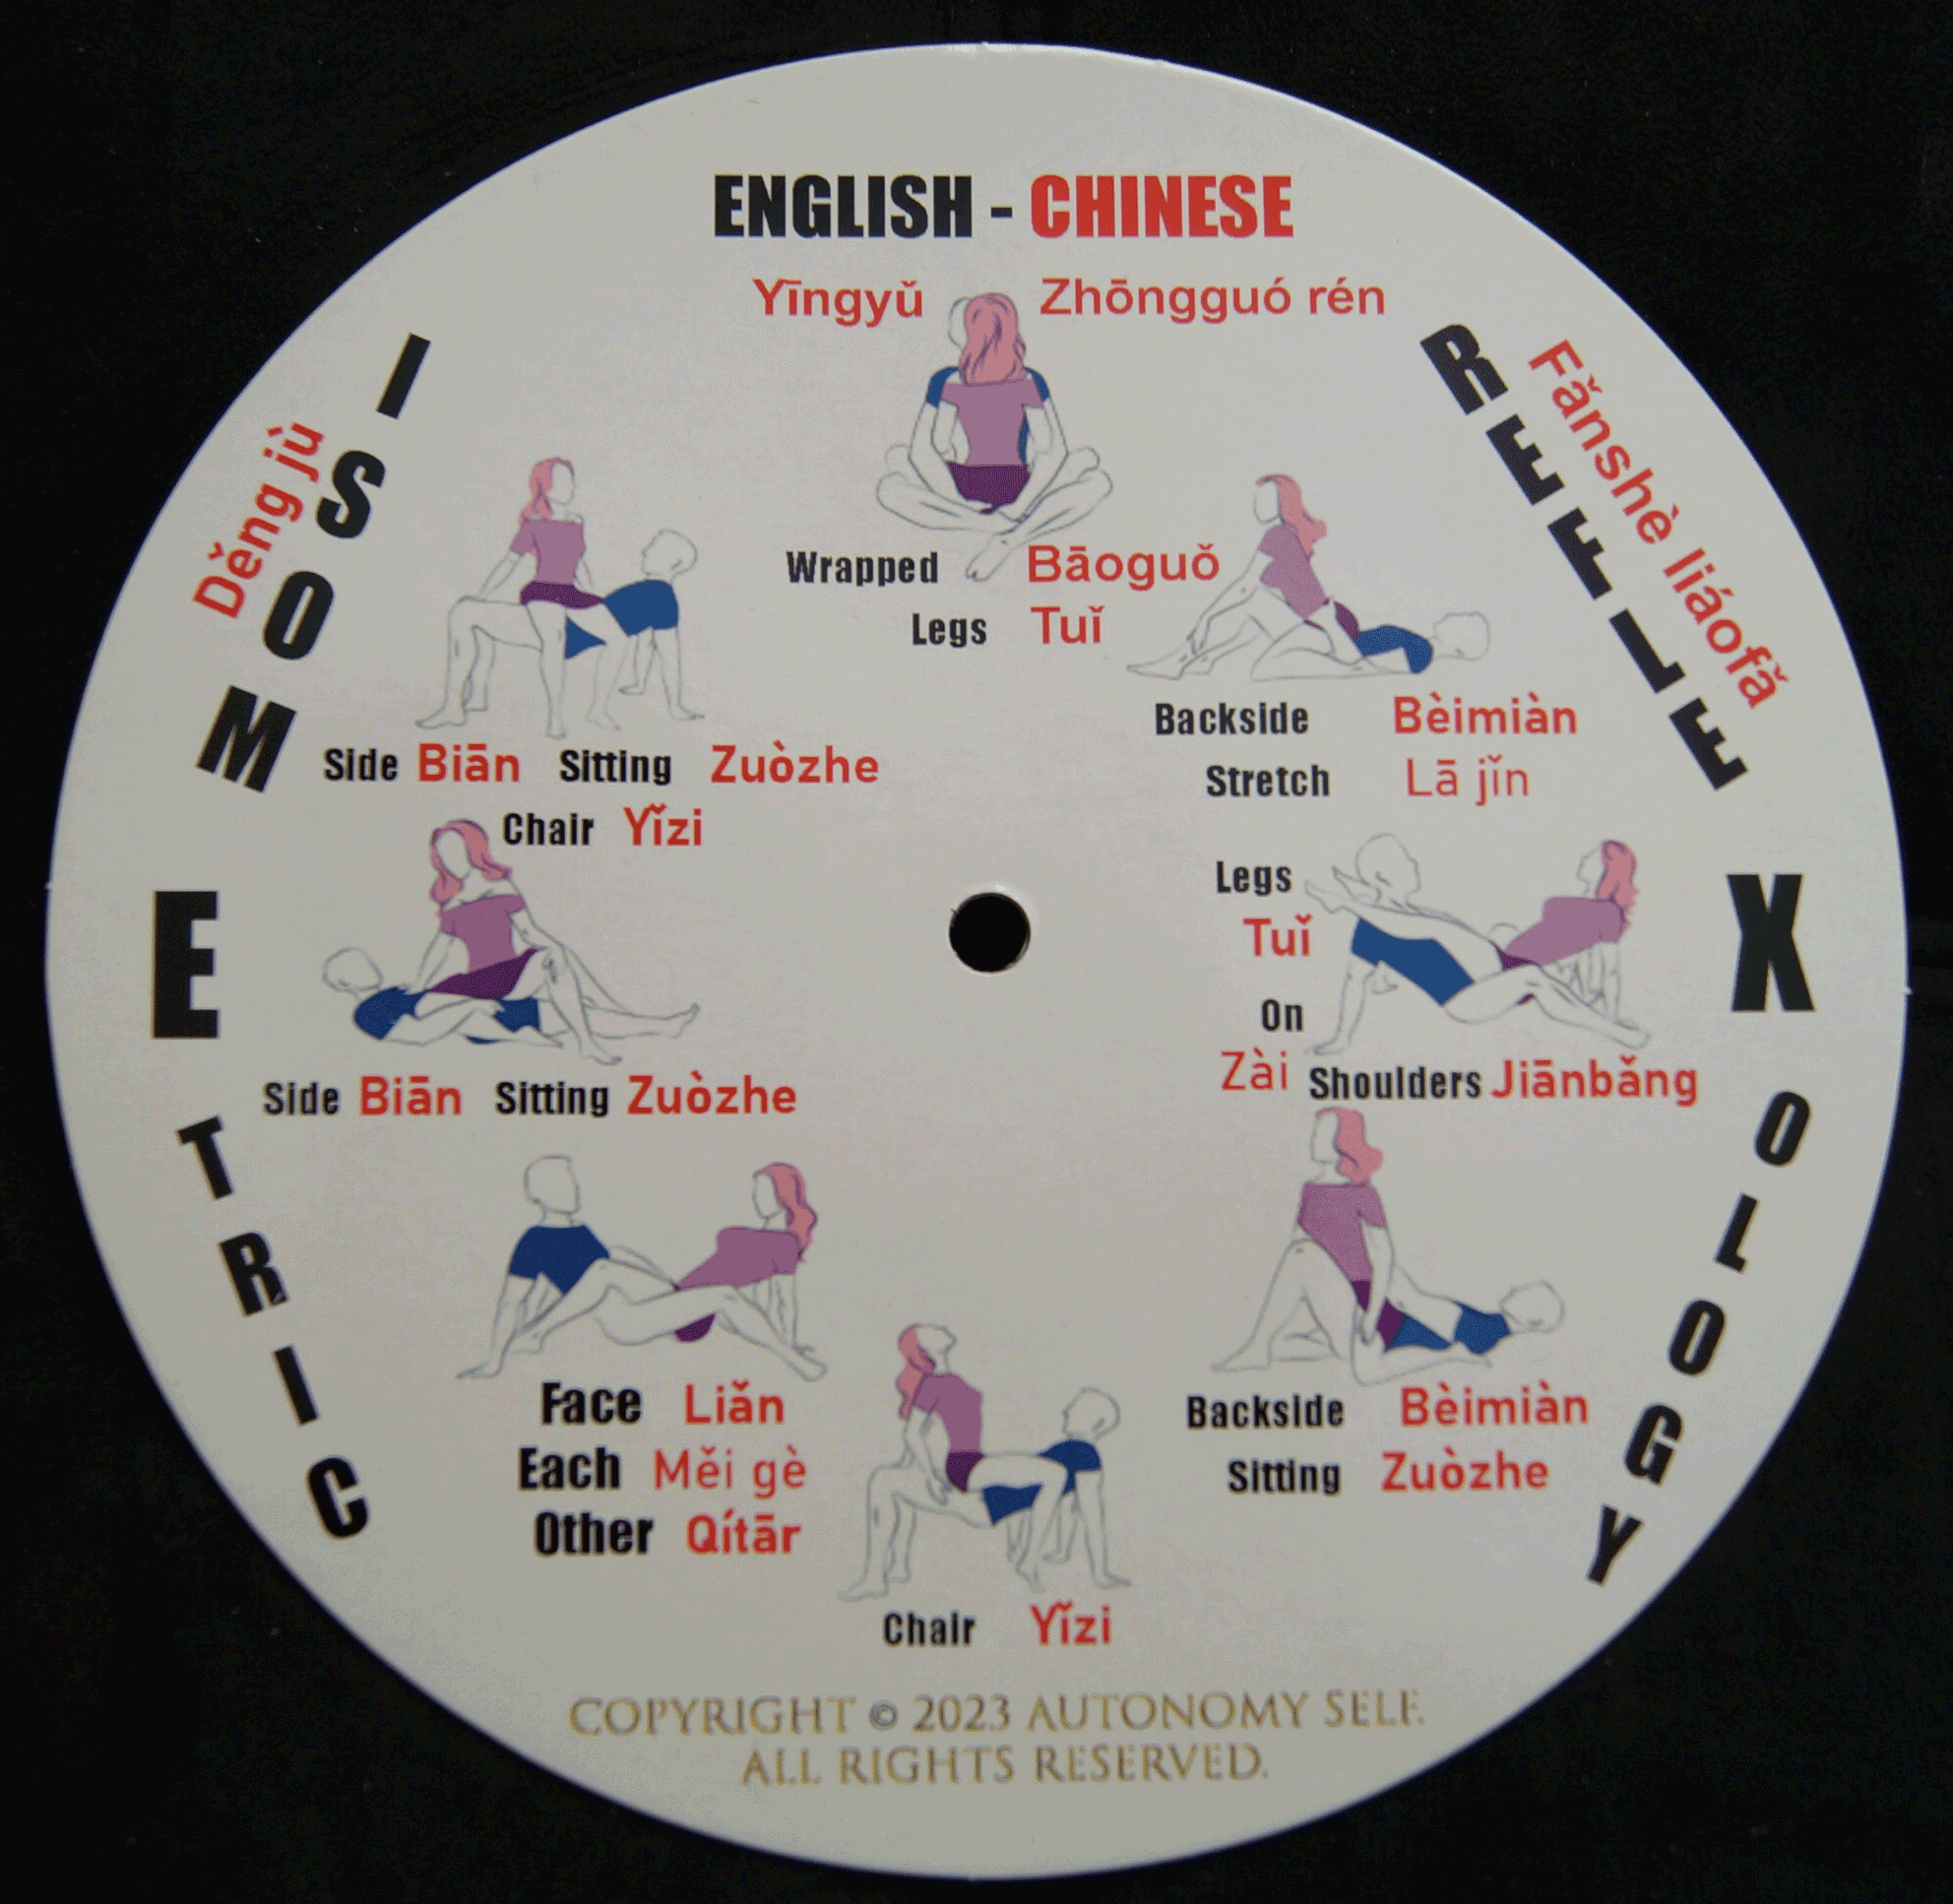 ENGLISH - CHINESE
Yīngyǔ Zhōngguó rén
ISOMETRIC
Děng jù
REFLEXOLOGY
Fǎnshè liáofǎ
Wrapped Bāoguǒ
Legs Tuǐ
Side Biān Sitting Zuòzhe
Chair Yǐzi
Backside Bèimiàn
Stretch Lā jǐn
Legs
Tuǐ
On
Zài Shoulders Jiānbǎng
Side Biān Sitting Zuòzhe
Face Liǎn
Each Měi gè
Other Qítār
Backside Bèimiàn
Sitting Zuòzhe
Chair Yǐzi
COPYRIGHT © 2023 AUTONOMY SELF.
ALL RIGHTS RESERVED.